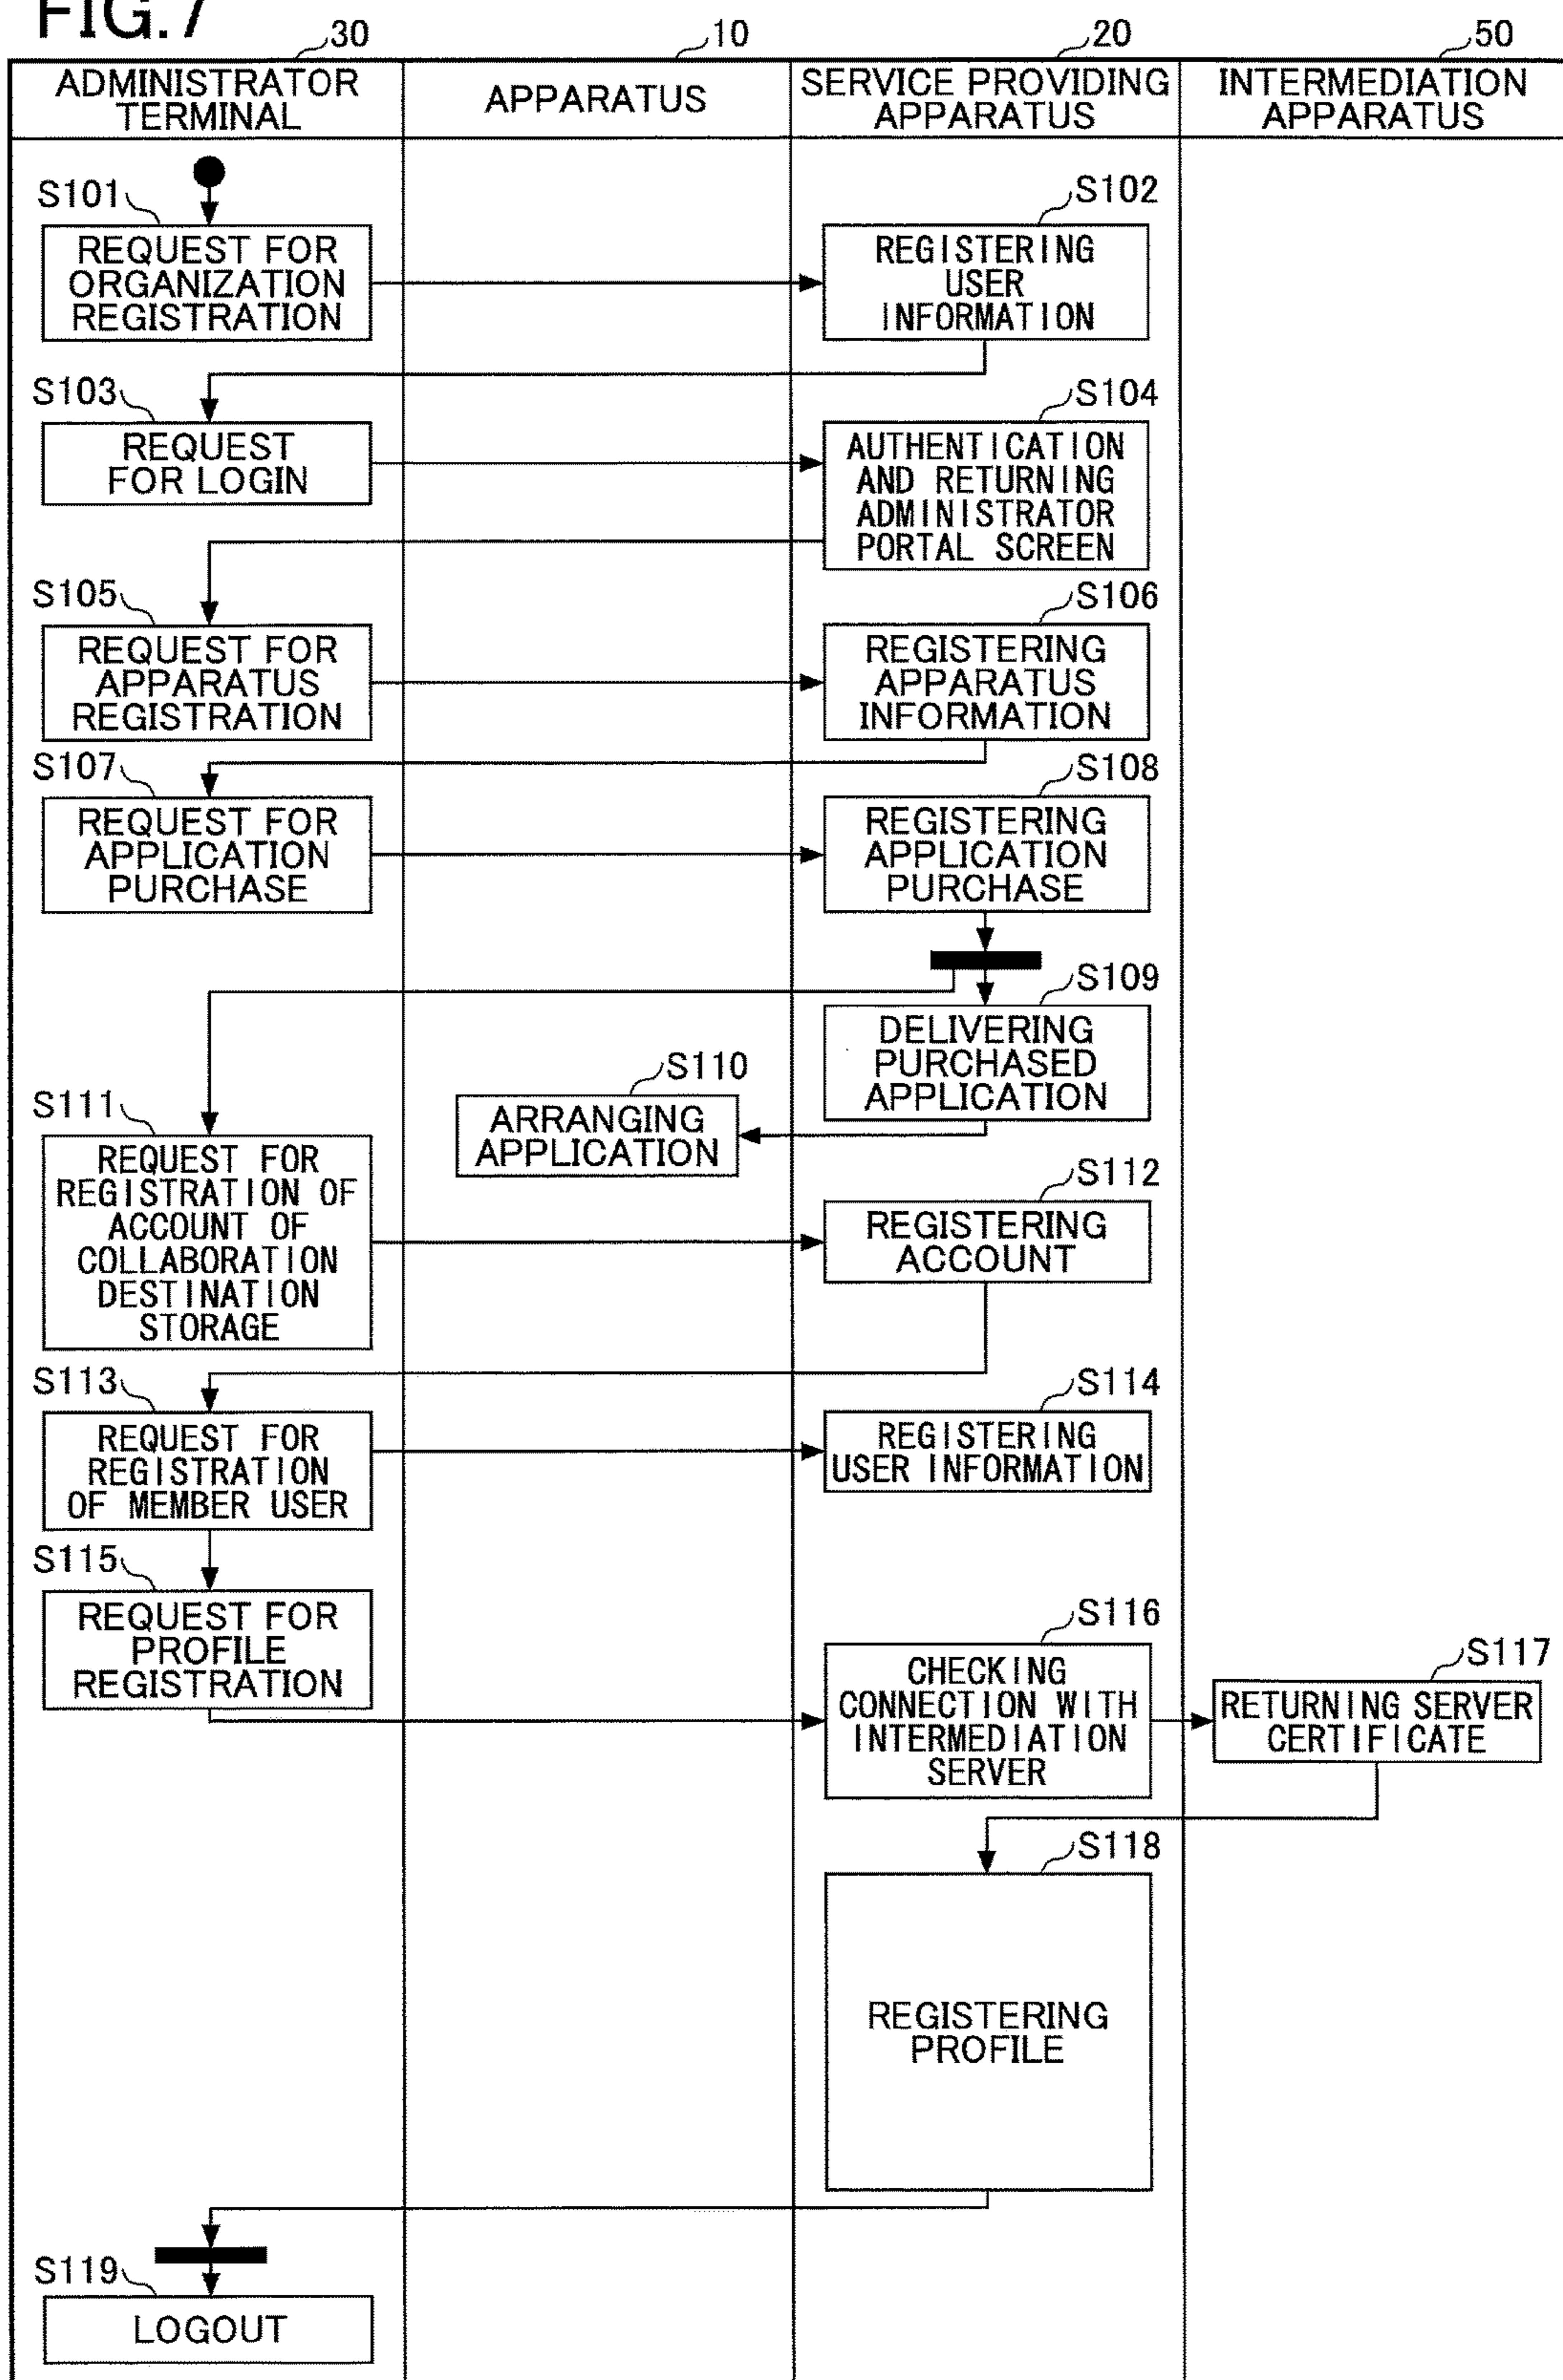 FIG.7
30
10
20
50
ADMINISTRATOR
TERMINAL
APPARATUS
SERVICE PROVIDING
APPARATUS
INTERMEDIATION
APPARATUS
S101
REQUEST FOR
ORGANIZATION
REGISTRATION
S102
REGISTERING
USER
INFORMATION
S103
REQUEST
FOR LOGIN
S104
AUTHENTICATION
AND RETURNING
ADMINISTRATOR
PORTAL SCREEN
S105
REQUEST FOR
APPARATUS
REGISTRATION
S106
REGISTERING
APPARATUS
INFORMATION
S107
REQUEST FOR
APPLICATION
PURCHASE
S108
REGISTERING
APPLICATION
PURCHASE
S109
DELIVERING
PURCHASED
APPLICATION
S110
ARRANGING
APPLICATION
S111
REQUEST FOR
REGISTRATION OF
ACCOUNT OF
COLLABORATION
DESTINATION
STORAGE
S112
REGISTERING
ACCOUNT
S113
REQUEST FOR
REGISTRATION
OF MEMBER USER
S114
REGISTERING
USER INFORMATION
S115
REQUEST FOR
PROFILE
REGISTRATION
S116
CHECKING
CONNECTION WITH
INTERMEDIATION
SERVER
S117
RETURNING SERVER
CERTIFICATE
S118
REGISTERING
PROFILE
S119
LOGOUT